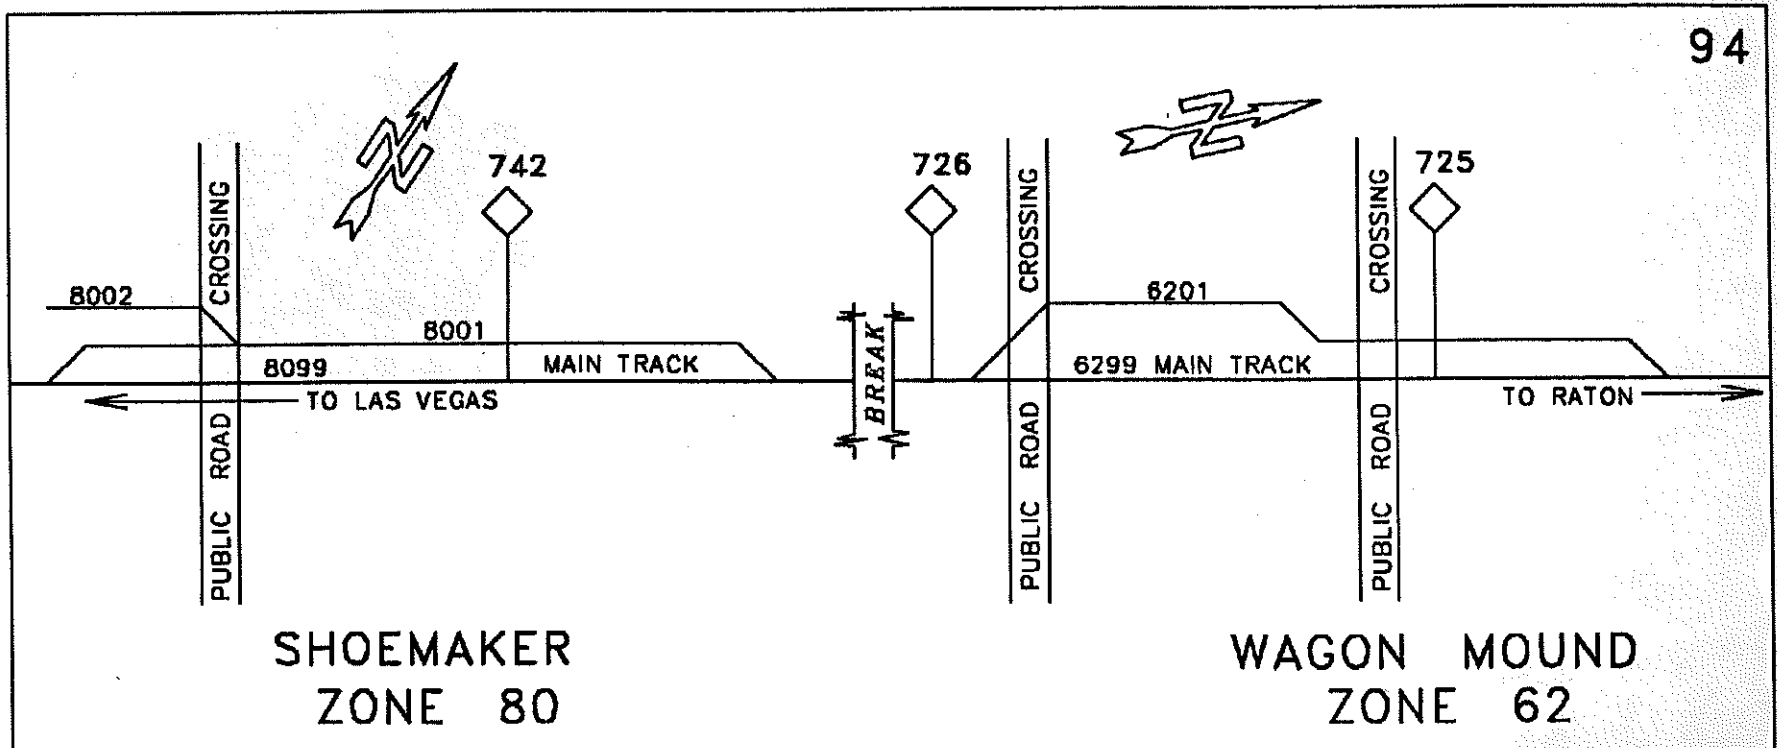 94
742
726
725
CROSSING
CROSSING
CROSSING
8002
8001
8099
MAIN TRACK
TO LAS VEGAS
BREAK
6201
6299 MAIN TRACK
TO RATON
PUBLIC ROAD
PUBLIC ROAD
PUBLIC ROAD
SHOEMAKER
ZONE 80
WAGON MOUND
ZONE 62
N
N